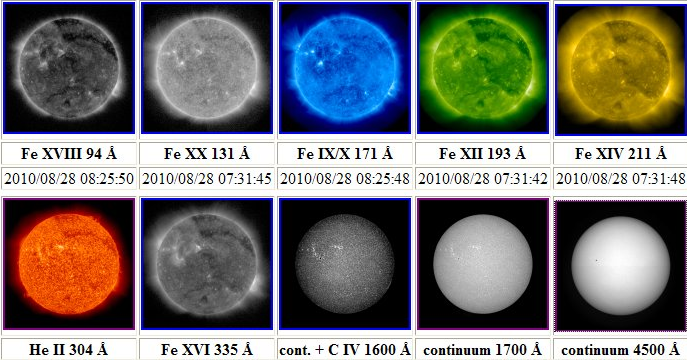 Fe XVIII 94 Å
Fe XX 131 Å
Fe IX/X 171 Å
Fe XII 193 Å
Fe XIV 211 Å
2010/08/28 08:25:50
2010/08/28 07:31:45
2010/08/28 08:25:48
2010/08/28 07:31:42
2010/08/28 07:31:48
He II 304 Å
Fe XVI 335 Å
cont. + C IV 1600 Å
continuum 1700 Å
continuum 4500 Å